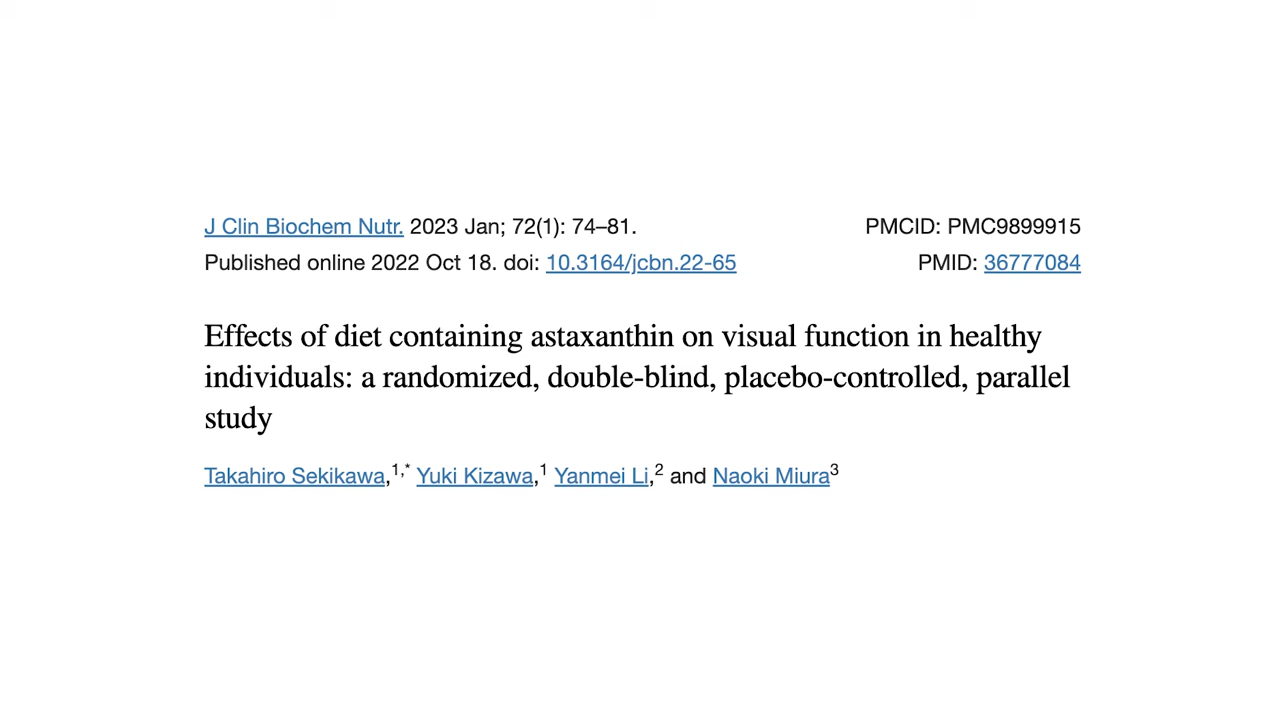 J Clin Biochem Nutr. 2023 Jan; 72(1): 74–81.
PMCID: PMC9899915
Published online 2022 Oct 18. doi: 10.3164/jcbn.22-65
PMID: 36777084
Effects of diet containing astaxanthin on visual function in healthy
individuals: a randomized, double-blind, placebo-controlled, parallel
study
Takahiro Sekikawa,1,* Yuki Kizawa,1 Yanmei Li,2 and Naoki Miura3